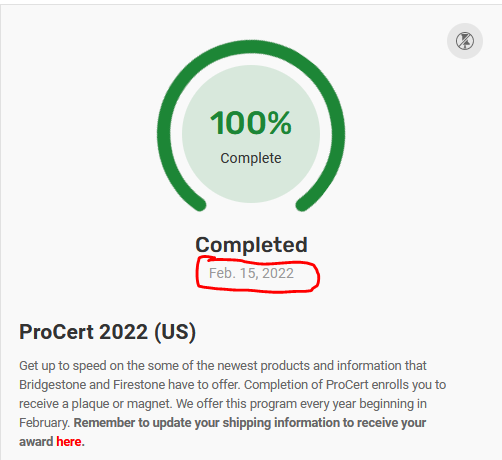 100%
Complete
Completed
Feb. 15, 2022
ProCert 2022 (US)
Get up to speed on the some of the newest products and information that
Bridgestone and Firestone have to offer. Completion of ProCert enrolls you to
receive a plaque or magnet. We offer this program every year beginning in
February. Remember to update your shipping information to receive your
award here.